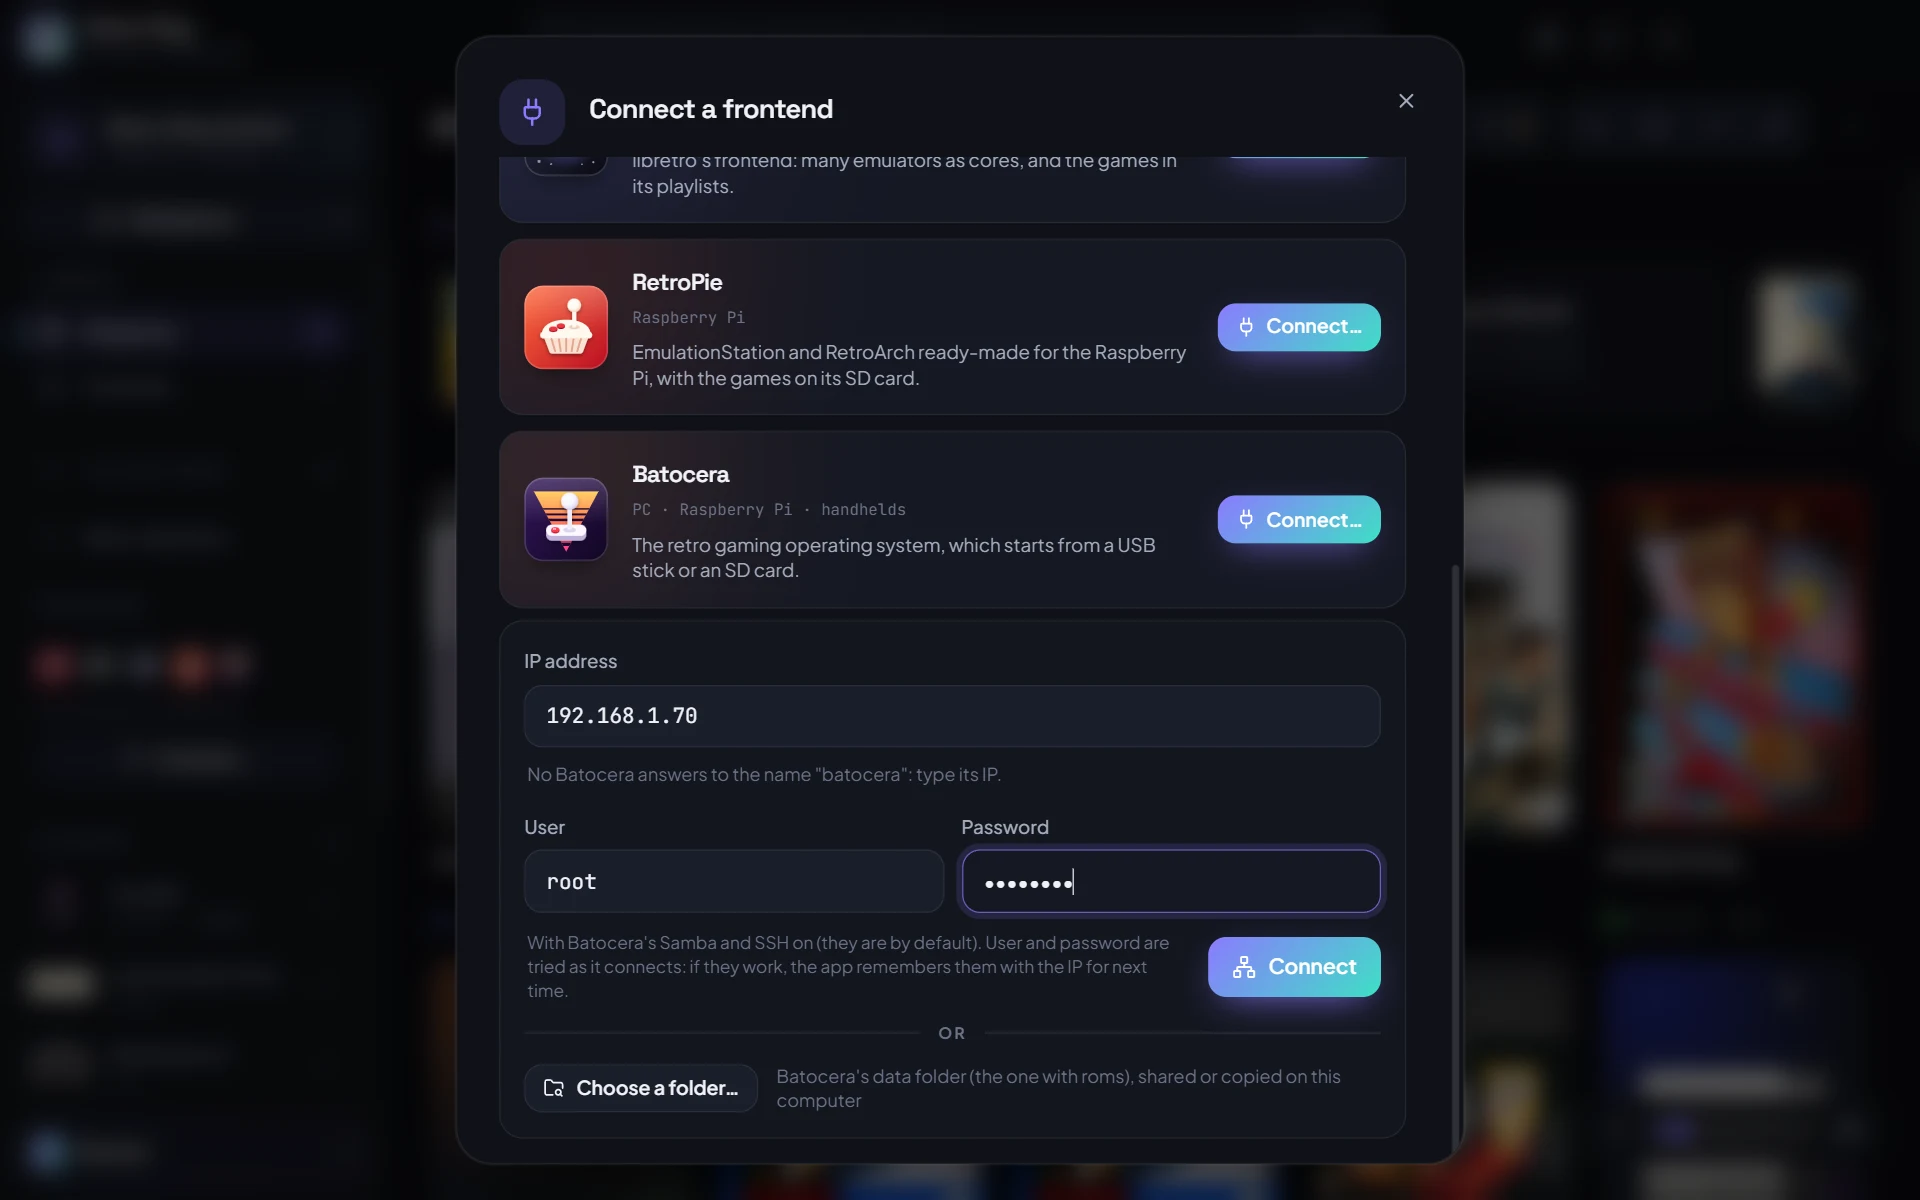 Connect a frontend
libretro's frontend: many emulators as cores, and the games in
its playlists.
RetroPie
Raspberry Pi
EmulationStation and RetroArch ready-made for the Raspberry
Pi, with the games on its SD card.
Connect...
Batocera
PC · Raspberry Pi · handhelds
The retro gaming operating system, which starts from a USB
stick or an SD card.
Connect...
IP address
192.168.1.70
No Batocera answers to the name "batocera": type its IP.
User
Password
root
••••••••
With Batocera's Samba and SSH on (they are by default). User and password are
tried as it connects: if they work, the app remembers them with the IP for next
time.
Connect
OR
Choose a folder...
Batocera's data folder (the one with roms), shared or copied on this
computer